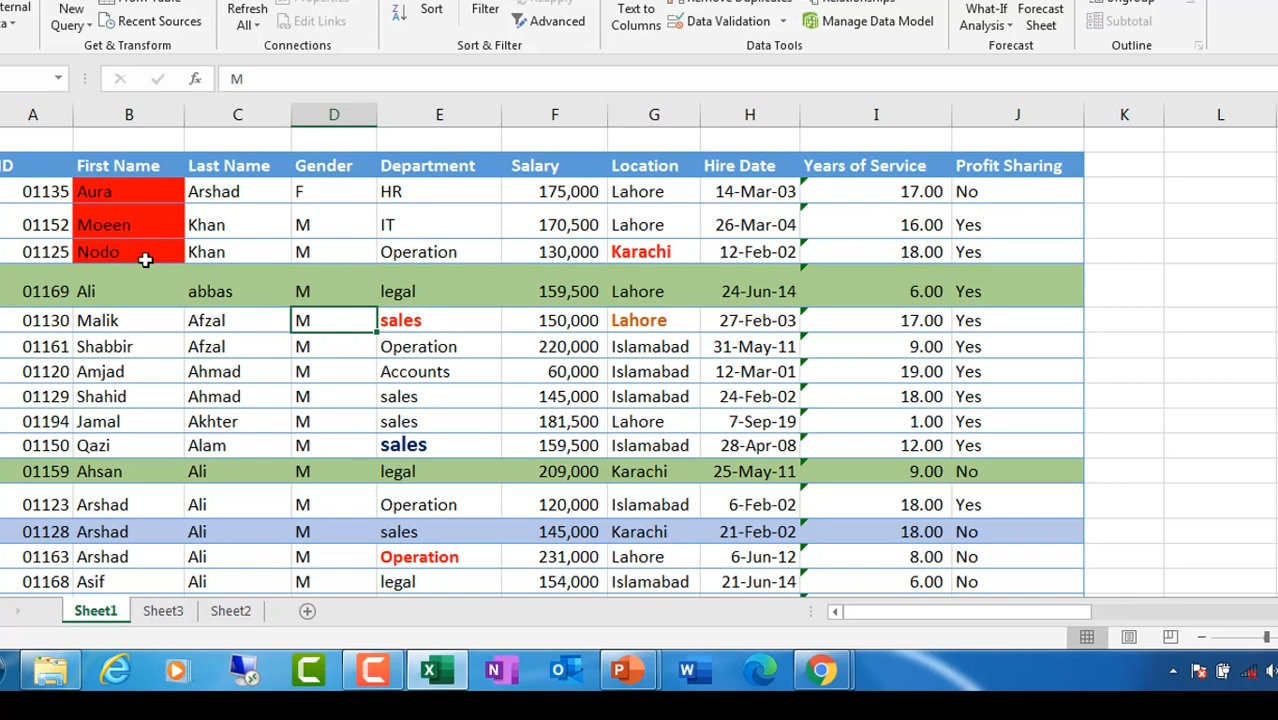 New Query
Recent Sources
Get & Transform
Refresh All
Edit Links
Connections
Sort
Filter
Advanced
Sort & Filter
Text to Columns
Data Validation
Manage Data Model
Data Tools
What-If Analysis
Forecast Sheet
Forecast
Subtotal
Outline
fx M
A B C D E F G H I J K L
ID First Name Last Name Gender Department Salary Location Hire Date Years of Service Profit Sharing
01135 Aura Arshad F HR 175,000 Lahore 14-Mar-03 17.00 No
01152 Moeen Khan M IT 170,500 Lahore 26-Mar-04 16.00 Yes
01125 Nodo Khan M Operation 130,000 Karachi 12-Feb-02 18.00 Yes
01169 Ali abbas M legal 159,500 Lahore 24-Jun-14 6.00 Yes
01130 Malik Afzal M sales 150,000 Lahore 27-Feb-03 17.00 Yes
01161 Shabbir Afzal M Operation 220,000 Islamabad 31-May-11 9.00 Yes
01120 Amjad Ahmad M Accounts 60,000 Islamabad 12-Mar-01 19.00 Yes
01129 Shahid Ahmad M sales 145,000 Islamabad 24-Feb-02 18.00 Yes
01194 Jamal Akhter M sales 181,500 Lahore 7-Sep-19 1.00 Yes
01150 Qazi Alam M sales 159,500 Islamabad 28-Apr-08 12.00 Yes
01159 Ahsan Ali M legal 209,000 Karachi 25-May-11 9.00 No
01123 Arshad Ali M Operation 120,000 Islamabad 6-Feb-02 18.00 Yes
01128 Arshad Ali M sales 145,000 Karachi 21-Feb-02 18.00 No
01163 Arshad Ali M Operation 231,000 Lahore 6-Jun-12 8.00 No
01168 Asif Ali M legal 154,000 Islamabad 21-Jun-14 6.00 No
Sheet1 Sheet3 Sheet2